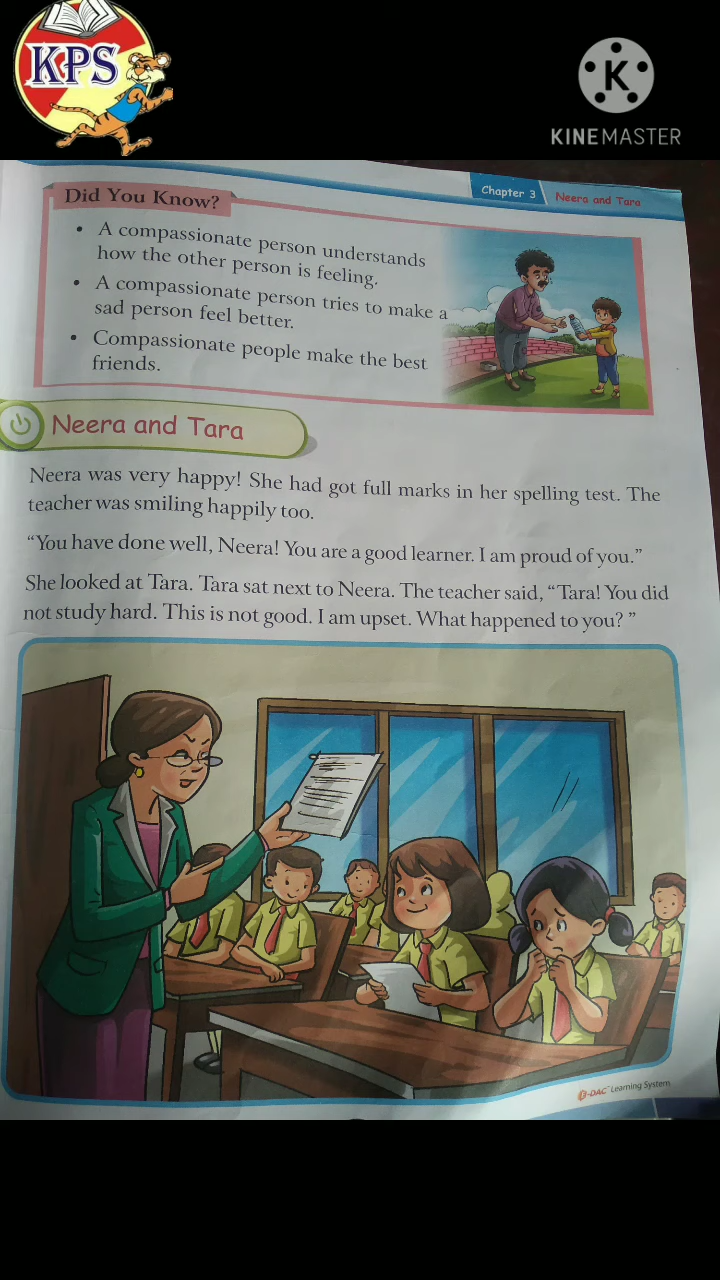 KPS
K
KINEMASTER
Chapter 3 Neera and Tara
Did You Know?
• A compassionate person understands
how the other person is feeling.
• A compassionate person tries to make a
sad person feel better.
• Compassionate people make the best
friends.
Neera and Tara
Neera was very happy! She had got full marks in her spelling test. The
teacher was smiling happily too.
“You have done well, Neera! You are a good learner. I am proud of you.”
She looked at Tara. Tara sat next to Neera. The teacher said, “Tara! You did
not study hard. This is not good. I am upset. What happened to you? ”
-DAC™ Learning System